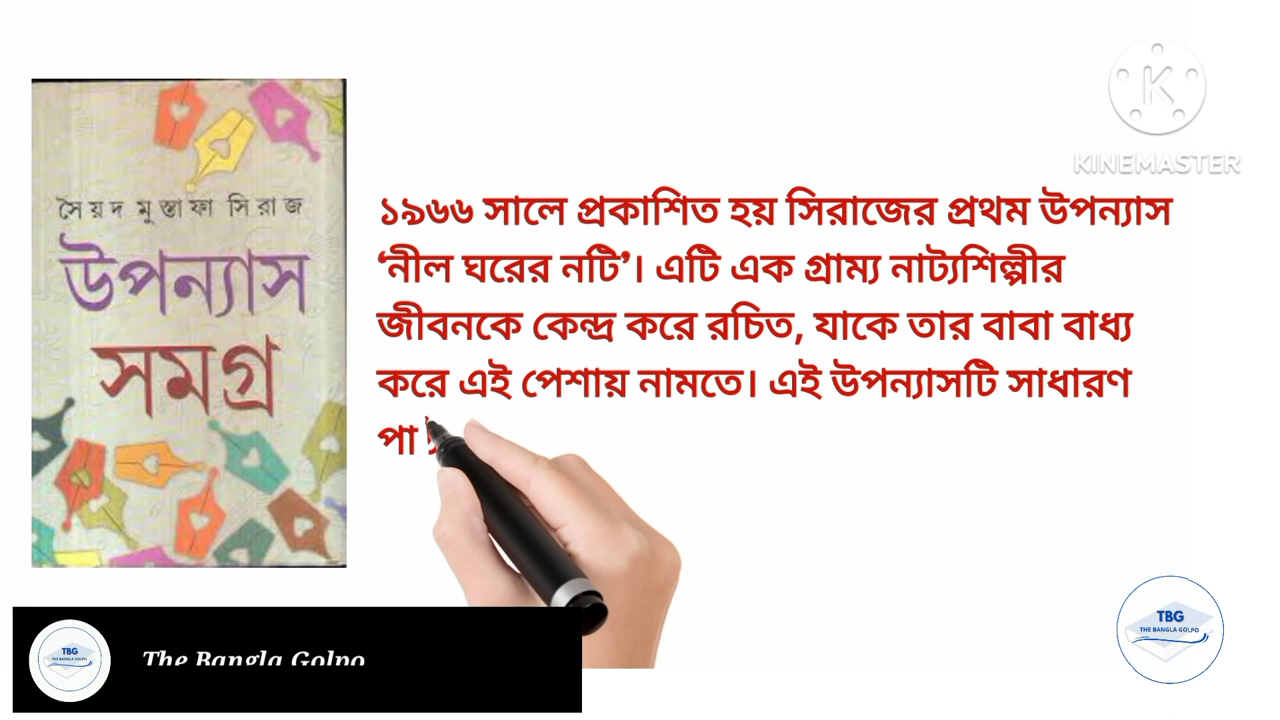 সৈয়দ মুস্তাফা সিরাজ
উপন্যাস
সমগ্র
KINEMASTER
১৯৬৬ সালে প্রকাশিত হয় সিরাজের প্রথম উপন্যাস
‘নীল ঘরের নটি’। এটি এক গ্রাম্য নাট্যশিল্পীর
জীবনকে কেন্দ্র করে রচিত, যাকে তার বাবা বাধ্য
করে এই পেশায় নামতে। এই উপন্যাসটি সাধারণ
TBG
THE BANGLA GOLPO
The Bangla Golpo
TBG
THE BANGLA GOLPO